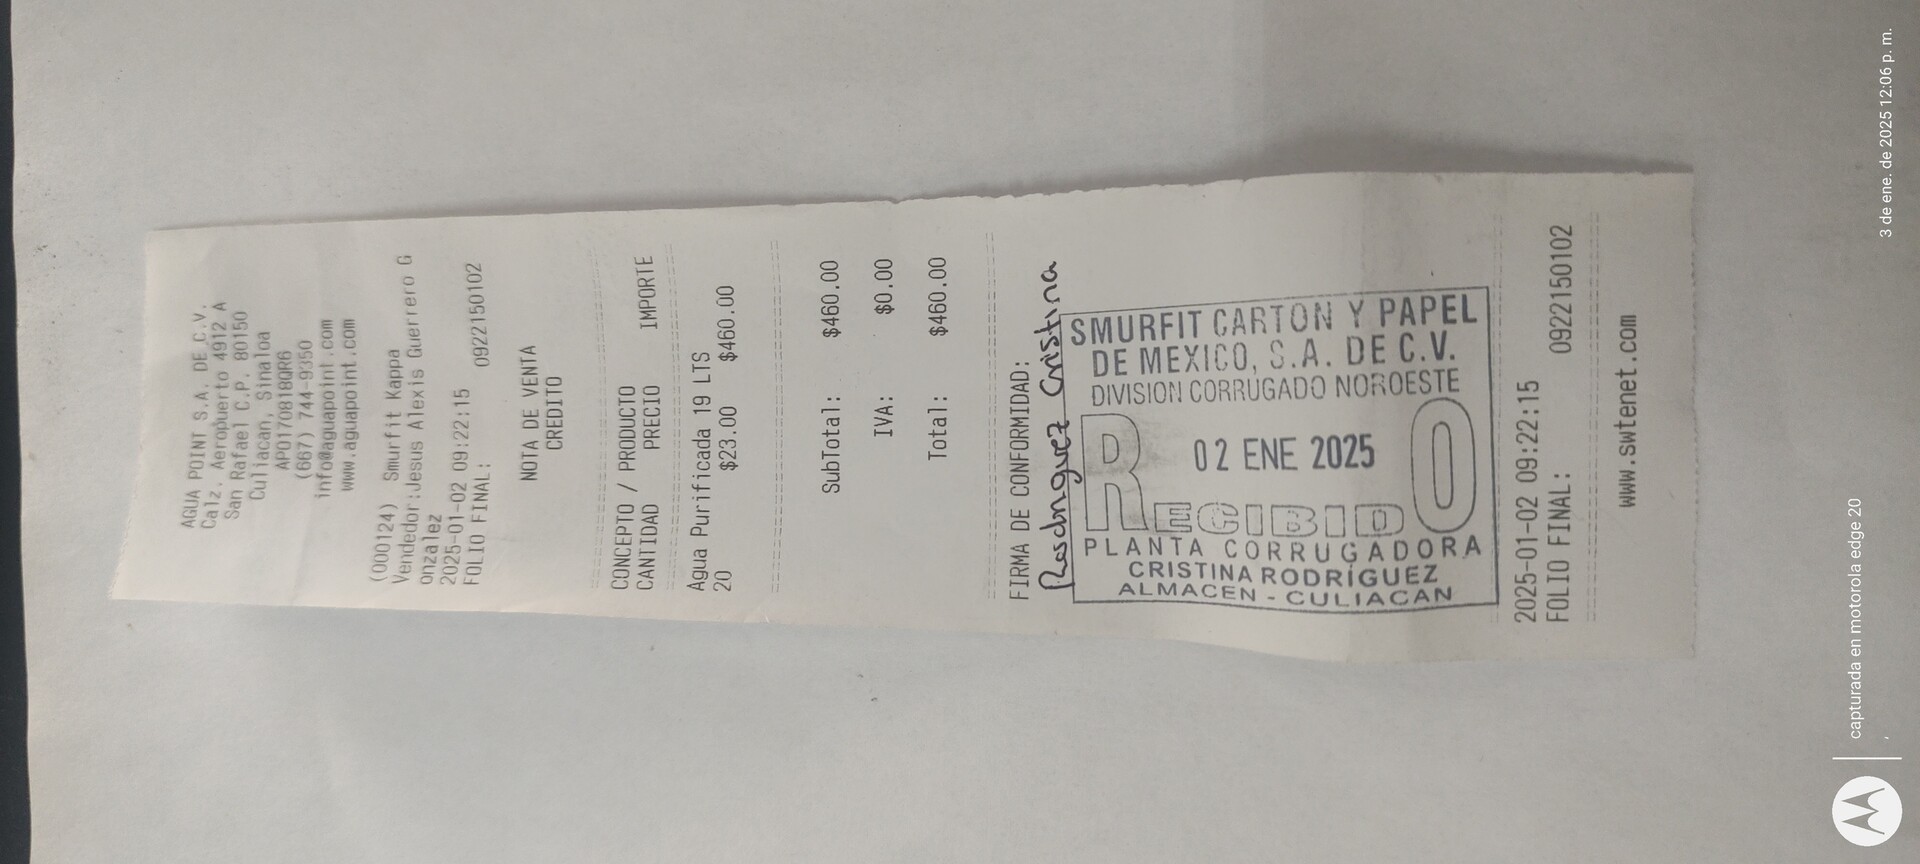 AGUA POINT S.A. DE C.V.
Calz. Aeropuerto 4912 A
San Rafael C.P. 80150
Culiacan, Sinaloa
APO170818QR6
(667) 744-9350
info@aguapoint.com
www.aguapoint.com
(000124) Smurfit Kappa
Vendedor:Jesus Alexis Guerrero G
onzalez
2025-01-02 09:22:15
FOLIO FINAL: 0922150102
NOTA DE VENTA
CREDITO
CONCEPTO / PRODUCTO
CANTIDAD PRECIO IMPORTE
Agua Purificada 19 LTS
20 $23.00 $460.00
SubTotal: $460.00
IVA: $0.00
Total: $460.00
FIRMA DE CONFORMIDAD:
Cristina
SMURFIT CARTON Y PAPEL
DE MEXICO, S.A. DE C.V.
DIVISION CORRUGADO NOROESTE
02 ENE 2025
RECIBIDO
PLANTA CORRUGADORA
CRISTINA RODRÍGUEZ
ALMACEN - CULIACAN
2025-01-02 09:22:15
FOLIO FINAL: 0922150102
www.swtenet.com
capturada en motorola edge 20
3 de ene. de 2025 12:06 p. m.